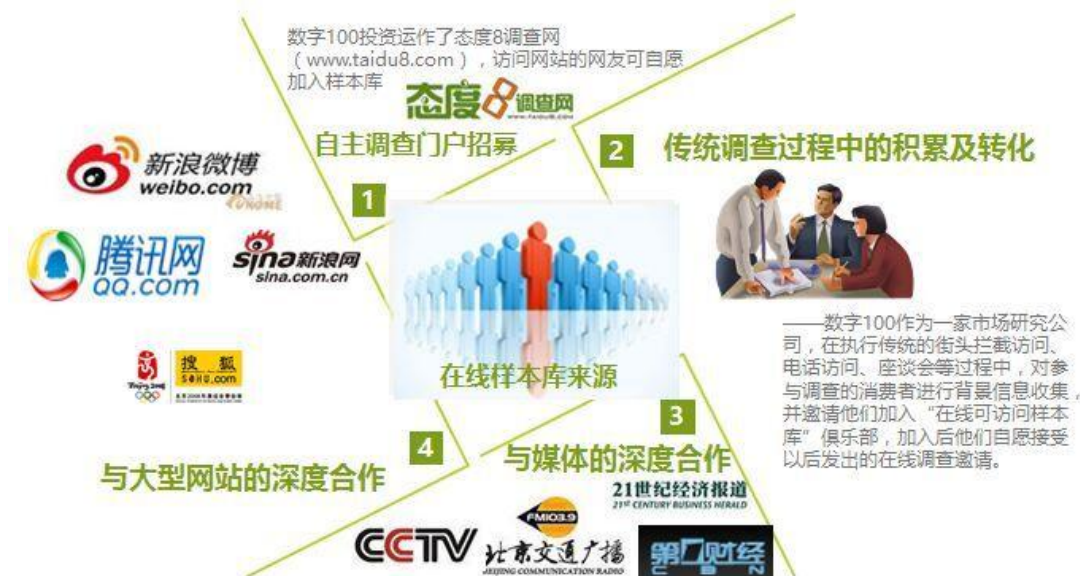 数字100投资运作了态度8调查网
（www.taidu8.com），访问网站的网友可自愿
加入样本库
态度8调查网
www.taidu8.com
自主调查门户招募
1
2
传统调查过程中的积累及转化
新浪微博
weibo.com
腾讯网
QQ.com
sina新浪网
sina.com.cn
Beijing 2008
搜狐
SOHU.com
在线样本库来源
——数字100作为一家市场研究公
司，在执行传统的街头拦截访问、
电话访问、座谈会等过程中，对参
与调查的消费者进行背景信息收集，
并邀请他们加入“在线可访问样本
库”俱乐部，加入后他们自愿接受
以后发出的在线调查邀请。
3
与媒体的深度合作
4
与大型网站的深度合作
21世纪经济报道
21ST CENTURY BUSINESS HERALD
FM103.9
CCTV
北京交通广播
BEIJING COMMUNICATION RADIO
第一财经
CBN